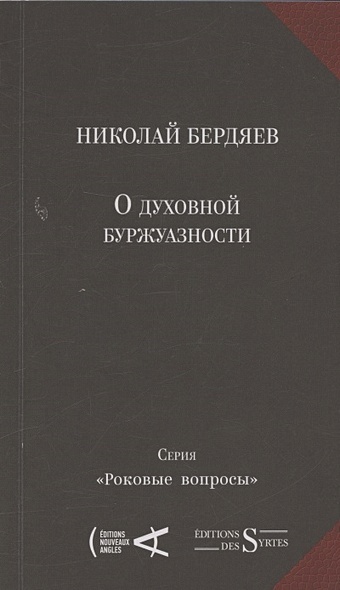 НИКОЛАЙ БЕРДЯЕВ
О ДУХОВНОЙ
БУРЖУАЗНОСТИ
СЕРИЯ
«Роковые вопросы»
ÉDITIONS
NOUVEAUX
ANGLES
ÉDITIONS
DES SYRTES